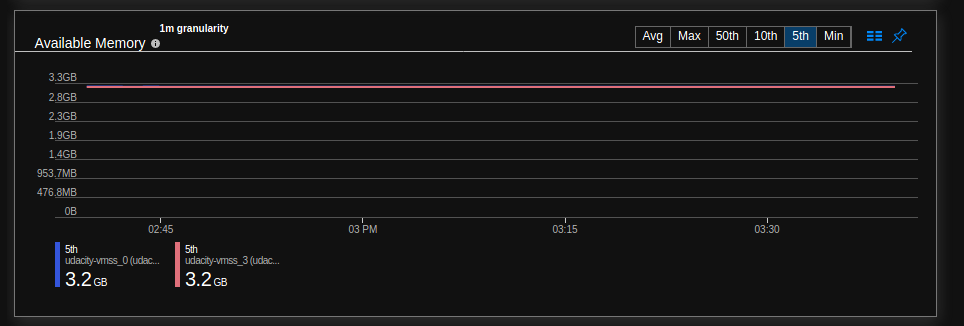 1m granularity
Available Memory
Avg Max 50th 10th 5th Min
3.3GB
2.8GB
2.3GB
1.9GB
1.4GB
953.7MB
476.8MB
0B
02:45 03 PM 03:15 03:30
5th 5th
udacity-vmss_0 (udac... udacity-vmss_3 (udac...
3.2 GB 3.2 GB